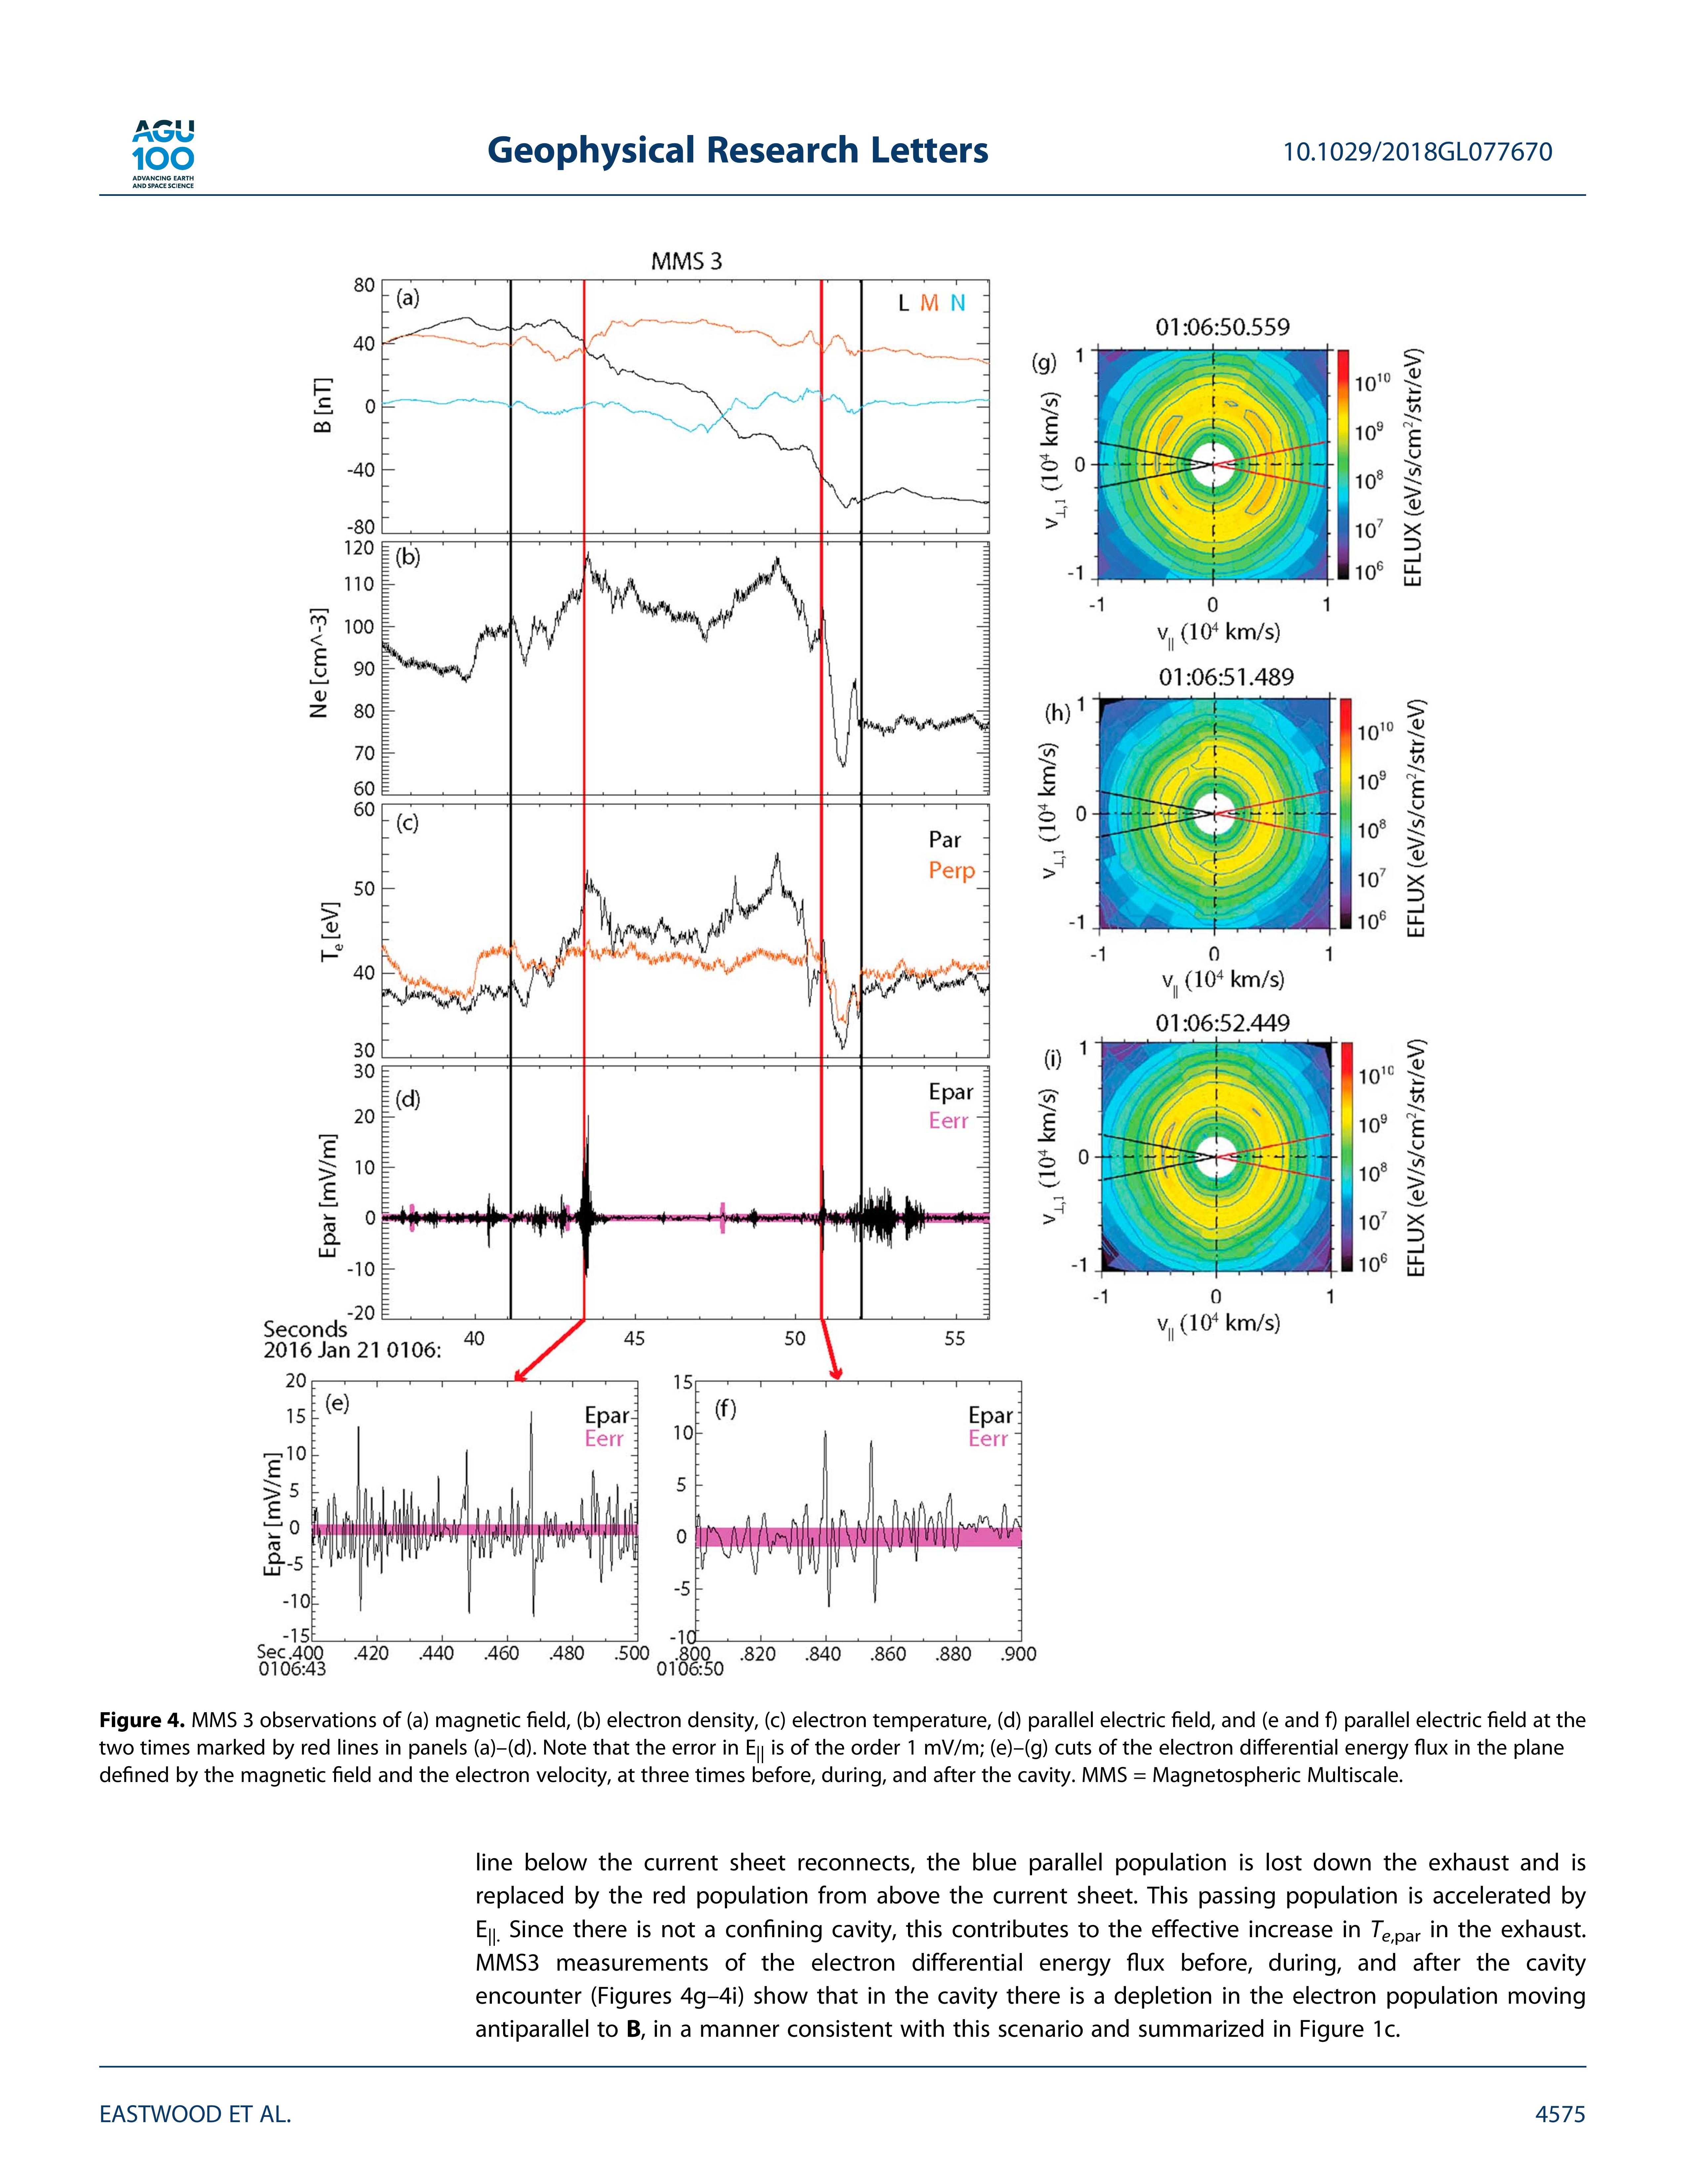 AGU
100
ADVANCING EARTH
AND SPACE SCIENCE
Geophysical Research Letters
10.1029/2018GL077670
MMS 3
(a)
L M N
B [nT]
80
40
0
-40
-80
(b)
Ne [cm^-3]
120
110
100
90
80
70
60
(c)
Par
Perp
Te [eV]
60
50
40
30
(d)
Epar
Eerr
Epar [mV/m]
30
20
10
0
-10
-20
Seconds
2016 Jan 21 0106:
40 45 50 55
(e)
Epar
Eerr
Epar [mV/m]
20
15
10
5
0
-5
-10
-15
Sec .400 .420 .440 .460 .480 .500
0106:43
(f)
Epar
Eerr
15
10
5
0
-5
-10
.800 .820 .840 .860 .880 .900
0106:50
01:06:50.559
(g)
v⊥,1 (10⁴ km/s)
1
0
-1
-1 0 1
v|| (10⁴ km/s)
10¹⁰
10⁹
10⁸
10⁷
10⁶
EFLUX (eV/s/cm²/str/eV)
01:06:51.489
(h)
v⊥,1 (10⁴ km/s)
1
0
-1
-1 0 1
v|| (10⁴ km/s)
10¹⁰
10⁹
10⁸
10⁷
10⁶
EFLUX (eV/s/cm²/str/eV)
01:06:52.449
(i)
v⊥,1 (10⁴ km/s)
1
0
-1
-1 0 1
v|| (10⁴ km/s)
10¹⁰
10⁹
10⁸
10⁷
10⁶
EFLUX (eV/s/cm²/str/eV)
Figure 4. MMS 3 observations of (a) magnetic field, (b) electron density, (c) electron temperature, (d) parallel electric field, and (e and f) parallel electric field at the
two times marked by red lines in panels (a)–(d). Note that the error in E|| is of the order 1 mV/m; (e)–(g) cuts of the electron differential energy flux in the plane
defined by the magnetic field and the electron velocity, at three times before, during, and after the cavity. MMS = Magnetospheric Multiscale.
line below the current sheet reconnects, the blue parallel population is lost down the exhaust and is
replaced by the red population from above the current sheet. This passing population is accelerated by
E||. Since there is not a confining cavity, this contributes to the effective increase in Te,par in the exhaust.
MMS3 measurements of the electron differential energy flux before, during, and after the cavity
encounter (Figures 4g–4i) show that in the cavity there is a depletion in the electron population moving
antiparallel to B, in a manner consistent with this scenario and summarized in Figure 1c.
EASTWOOD ET AL.
4575